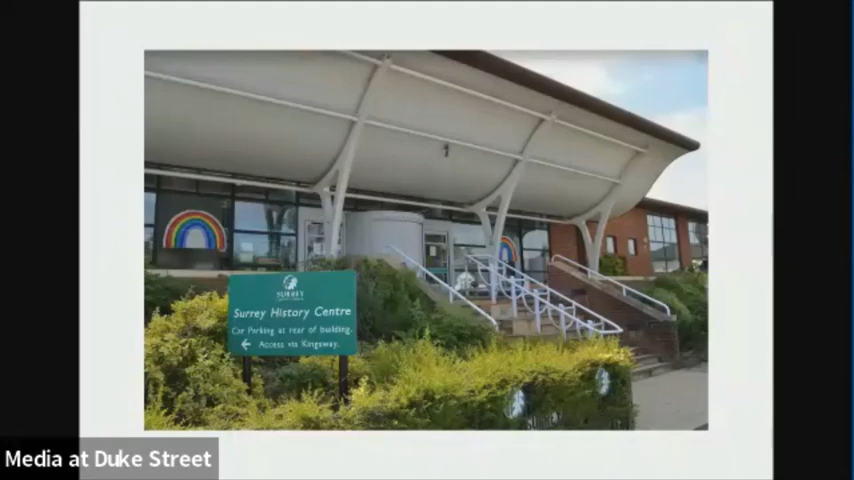 SURREY
Surrey History Centre
Car Parking at rear of building.
Access via Kingsway.
Media at Duke Street